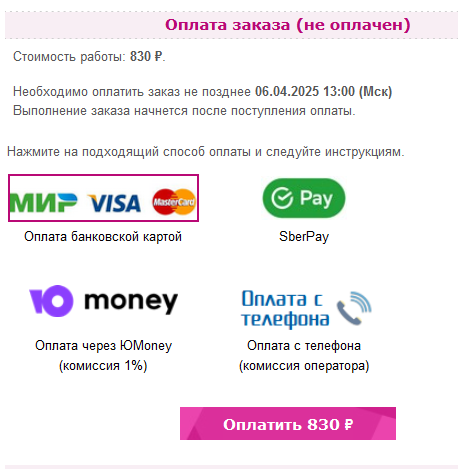 Оплата заказа (не оплачен)
Стоимость работы: 830 ₽.
Необходимо оплатить заказ не позднее 06.04.2025 13:00 (Мск)
Выполнение заказа начнется после поступления оплаты.
Нажмите на подходящий способ оплаты и следуйте инструкциям.
МИР VISA MasterCard
Pay
Оплата банковской картой
SberPay
Ю money
Оплата с
телефона
Оплата через ЮMoney
(комиссия 1%)
Оплата с телефона
(комиссия оператора)
Оплатить 830 ₽